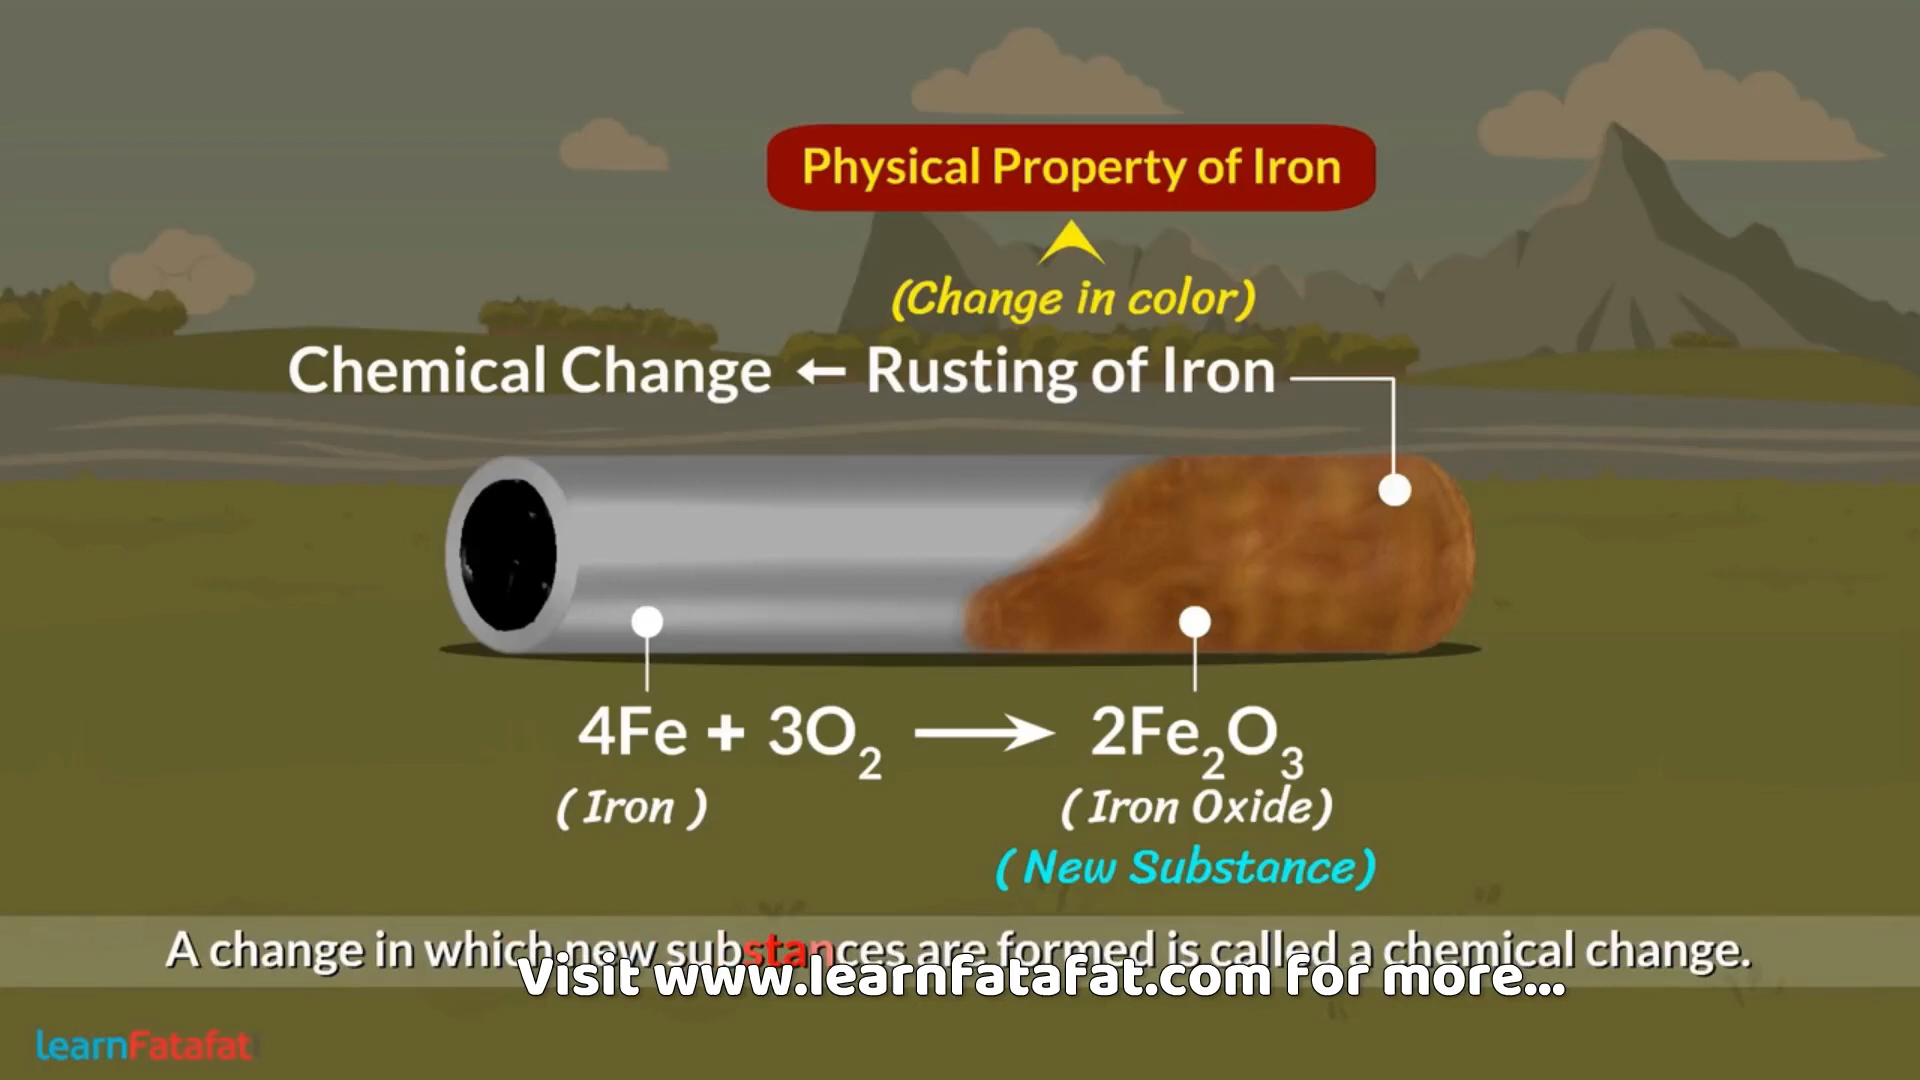 Physical Property of Iron
(Change in color)
Chemical Change ← Rusting of Iron
4Fe + 3O₂ ⟶ 2Fe₂O₃
( Iron ) ( Iron Oxide)
( New Substance)
A change in which new substances are formed is called a chemical change.
Visit www.learnfatafat.com for more...
learnFatafat